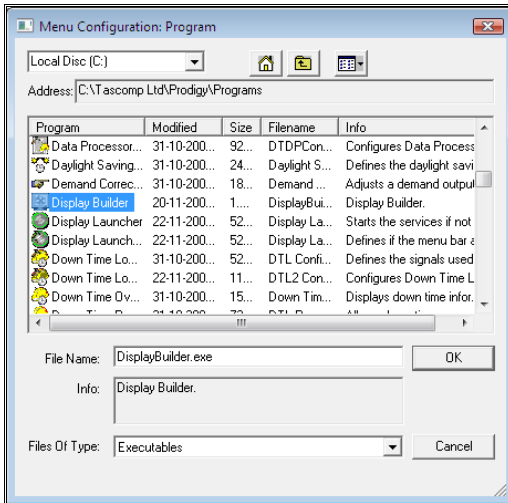 Menu Configuration: Program
Local Disc (C:)
Address: C:\Tascomp Ltd\Prodigy\Programs
Program Modified Size Filename Info
Data Processor... 31-10-200... 92... DTDPCon... Configures Data Process
Daylight Saving... 31-10-200... 24... Daylight S... Defines the daylight savi
Demand Correc... 31-10-200... 18... Demand ... Adjusts a demand output
Display Builder 20-11-200... 1.... DisplayBui... Display Builder.
Display Launcher 22-11-200... 52... Display La... Starts the services if not
Display Launch... 22-11-200... 52... Display La... Defines if the menu bar a
Down Time Lo... 31-10-200... 52... DTL Confi... Defines the signals used
Down Time Lo... 22-11-200... 11... DTL2 Con... Configures Down Time L
Down Time Ov... 31-10-200... 15... Down Tim... Displays down time infor.
File Name: DisplayBuilder.exe OK
Info: Display Builder.
Files Of Type: Executables Cancel